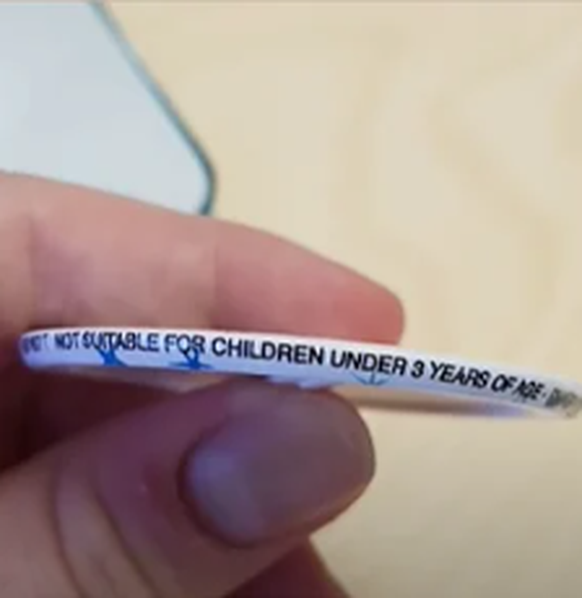 NOT SUITABLE FOR CHILDREN UNDER 3 YEARS OF AGE -